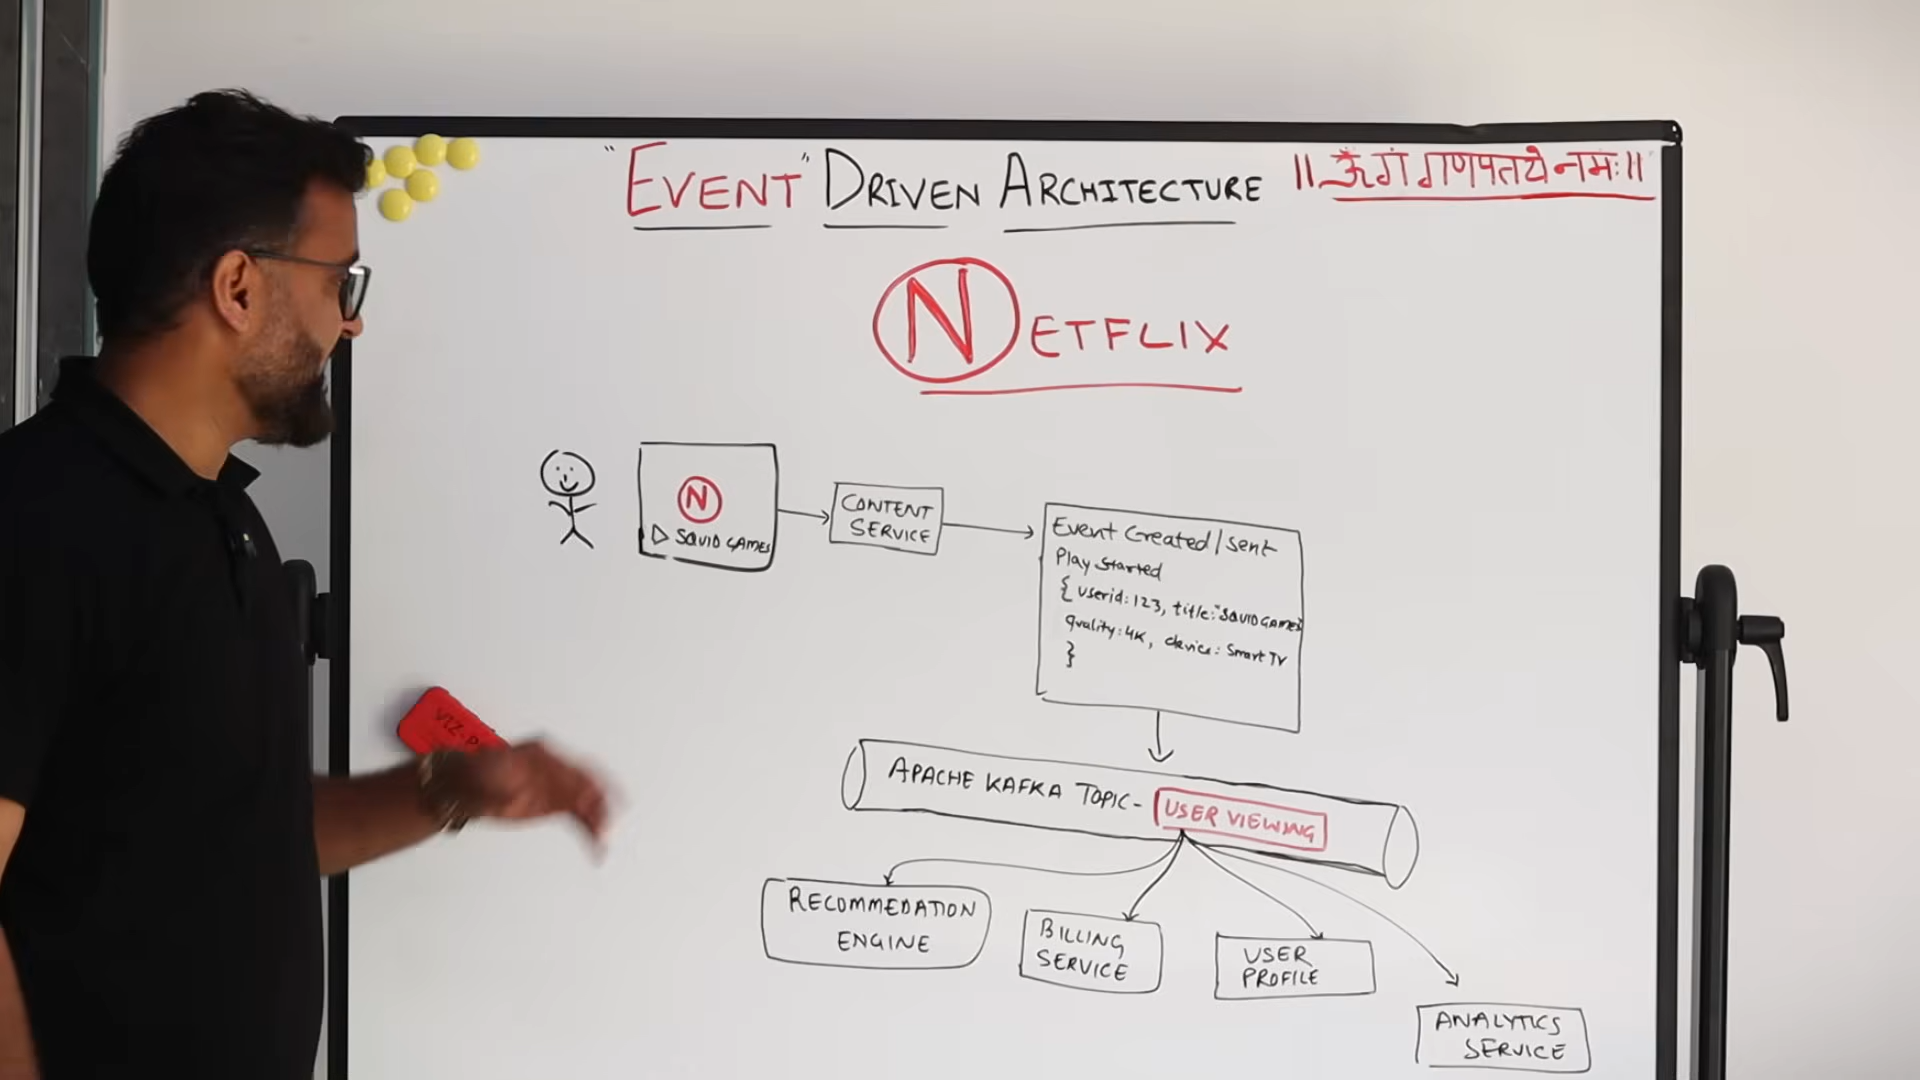 "EVENT" DRIVEN ARCHITECTURE
॥ ॐ गं गणपतये नमः ॥
NETFLIX
N
▷ SQUID GAMES
CONTENT
SERVICE
Event Created/sent
Play started
{ userid: 123, title: "SQUID GAMES"
quality: 4K, device: Smart TV
}
VIZ-P
APACHE KAFKA TOPIC - USER VIEWING
RECOMMEDATION
ENGINE
BILLING
SERVICE
USER
PROFILE
ANALYTICS
SERVICE